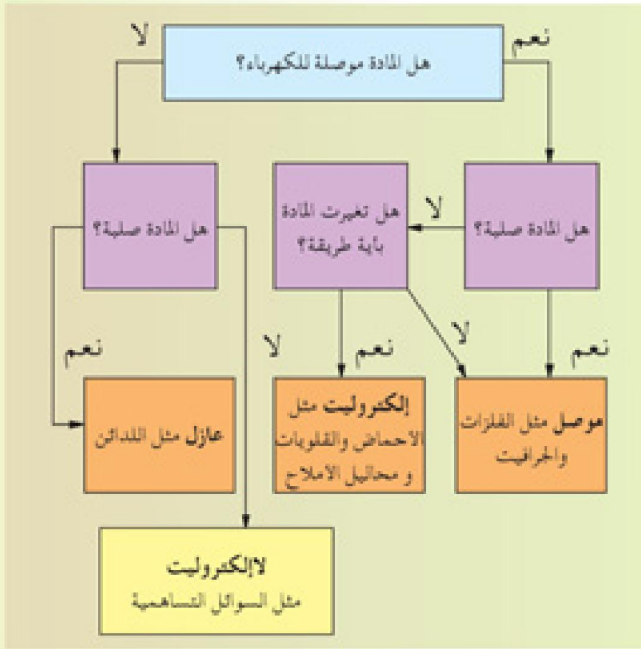 هل المادة موصلة للكهرباء؟
نعم
لا
هل المادة صلبة؟
لا
هل تغيرت المادة
بأية طريقة؟
هل المادة صلبة؟
نعم
لا
نعم
لا
نعم
موصل مثل الفلزات
والجرافيت
إلكتروليت مثل
الاحماض والقلويات
و محاليل الاملاح
عازل مثل اللدائن
لاإلكتروليت
مثل السوائل التساهمية